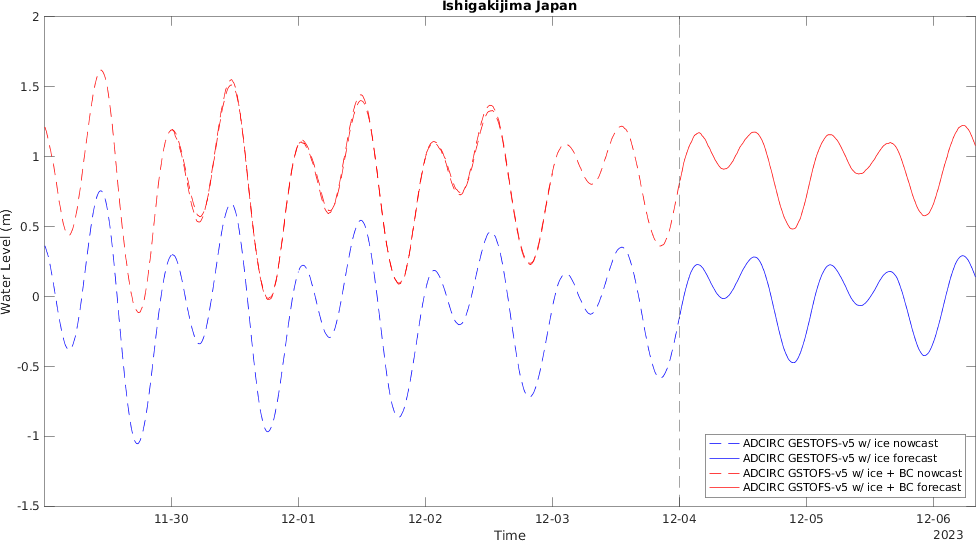 Ishigakijima Japan
2
1.5
1
0.5
0
-0.5
-1
-1.5
Water Level (m)
11-30
12-01
12-02
12-03
12-04
12-05
12-06
Time
2023
ADCIRC GESTOFS-v5 w/ ice nowcast
ADCIRC GESTOFS-v5 w/ ice forecast
ADCIRC GSTOFS-v5 w/ ice + BC nowcast
ADCIRC GSTOFS-v5 w/ ice + BC forecast